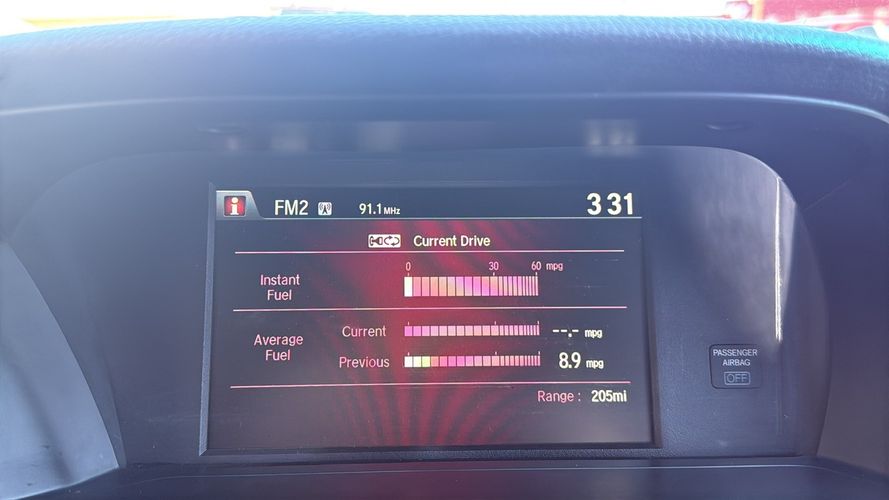 i FM2 91.1 MHz 3 31
Current Drive
0 30 60 mpg
Instant
Fuel
Average
Fuel
Current --.- mpg
Previous 8.9 mpg
Range : 205mi
PASSENGER
AIRBAG
OFF